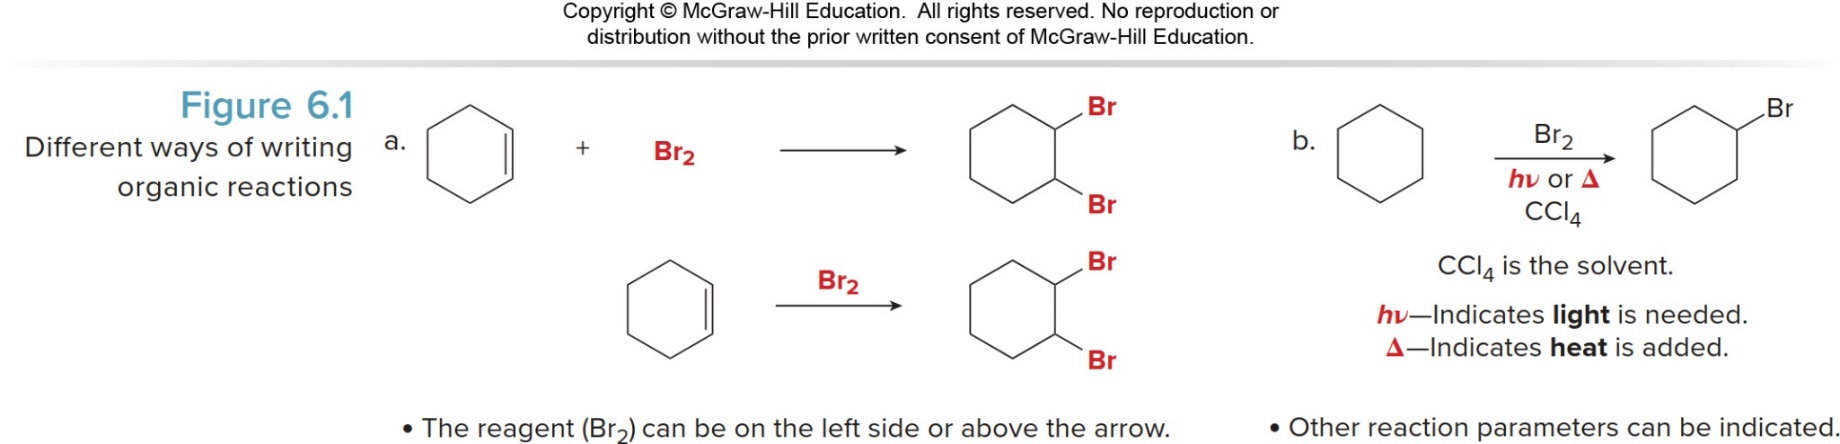 Copyright © McGraw-Hill Education. All rights reserved. No reproduction or
distribution without the prior written consent of McGraw-Hill Education.
Figure 6.1
Different ways of writing
organic reactions
a.
+
Br₂
Br
Br
Br₂
Br
Br
• The reagent (Br₂) can be on the left side or above the arrow.
b.
Br₂
hν or Δ
CCl₄
Br
CCl₄ is the solvent.
hν—Indicates light is needed.
Δ—Indicates heat is added.
• Other reaction parameters can be indicated.